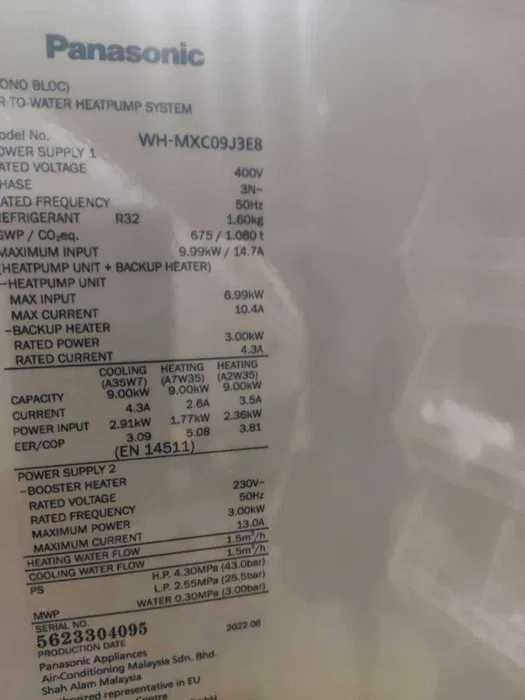 Panasonic
ONO BLOC)
R-TO-WATER HEATPUMP SYSTEM
odel No. WH-MXC09J3E8
OWER SUPPLY 1
ATED VOLTAGE 400V
HASE 3N~
ATED FREQUENCY 50Hz
EFRIGERANT R32 1.60kg
GWP / CO₂eq. 675 / 1.080 t
MAXIMUM INPUT 9.99kW / 14.7A
(HEATPUMP UNIT + BACKUP HEATER)
-HEATPUMP UNIT
MAX INPUT 6.99kW
MAX CURRENT 10.4A
-BACKUP HEATER
RATED POWER 3.00kW
RATED CURRENT 4.3A
COOLING HEATING HEATING
(A35W7) (A7W35) (A2W35)
CAPACITY 9.00kW 9.00kW 9.00kW
CURRENT 4.3A 2.6A 3.5A
POWER INPUT 2.91kW 1.77kW 2.36kW
EER/COP 3.09 5.08 3.81
(EN 14511)
POWER SUPPLY 2
-BOOSTER HEATER
RATED VOLTAGE 230V~
RATED FREQUENCY 50Hz
MAXIMUM POWER 3.00kW
MAXIMUM CURRENT 13.0A
HEATING WATER FLOW 1.5m³/h
COOLING WATER FLOW 1.5m³/h
PS H.P. 4.30MPa (43.0bar)
L.P. 2.55MPa (25.5bar)
MWP WATER 0.30MPa (3.00bar)
SERIAL NO.
5623304095
PRODUCTION DATE 2022 06
Panasonic Appliances
Air-Conditioning Malaysia Sdn. Bhd.
Shah Alam Malaysia
representative in EU
Centre